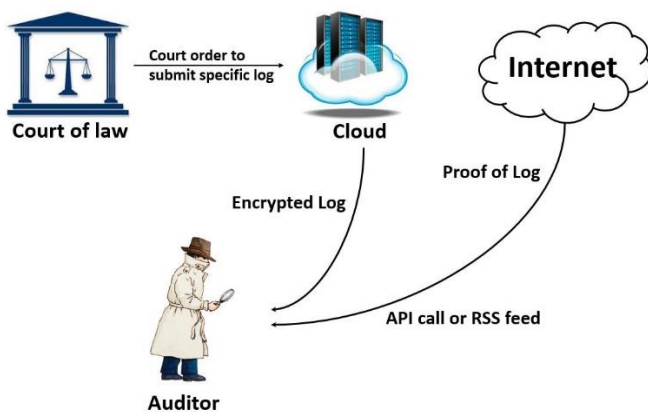 Court order to
submit specific log
Internet
Court of law
Cloud
Proof of Log
Encrypted Log
API call or RSS feed
Auditor